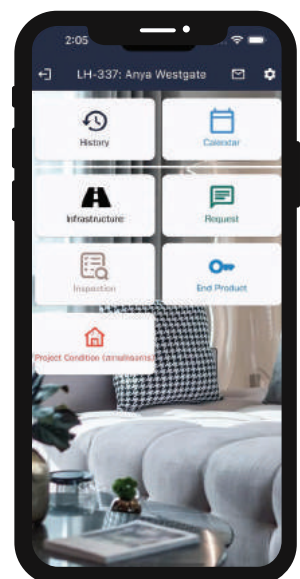 2:05
LH-337: Anya Westgate
History
Calendar
Infrastructure
Request
Inspection
End Product
Project Condition